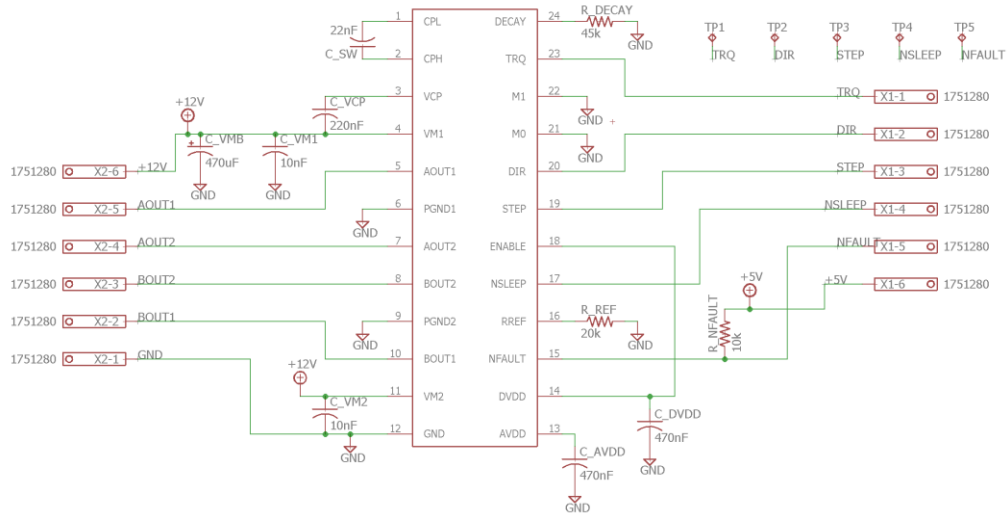 22nF
C_SW
1 CPL
2 CPH
3 VCP
4 VM1
5 AOUT1
6 PGND1
7 AOUT2
8 BOUT2
9 PGND2
10 BOUT1
11 VM2
12 GND
DECAY 24
TRQ 23
M1 22
M0 21
DIR 20
STEP 19
ENABLE 18
NSLEEP 17
RREF 16
NFAULT 15
DVDD 14
AVDD 13
+12V
C_VCP
220nF
C_VMB
470uF
GND
C_VM1
10nF
GND
1751280 X2-6 +12V
1751280 X2-5 AOUT1
1751280 X2-4 AOUT2
1751280 X2-3 BOUT2
1751280 X2-2 BOUT1
1751280 X2-1 GND
GND
GND
+12V
C_VM2
10nF
GND
R_DECAY
45k
GND
GND
GND
R_REF
20k
GND
+5V
R_NFAULT
10k
C_DVDD
470nF
GND
C_AVDD
470nF
GND
TP1 TP2 TP3 TP4 TP5
TRQ DIR STEP NSLEEP NFAULT
TRQ X1-1 1751280
DIR X1-2 1751280
STEP X1-3 1751280
NSLEEP X1-4 1751280
NFAULT X1-5 1751280
+5V X1-6 1751280